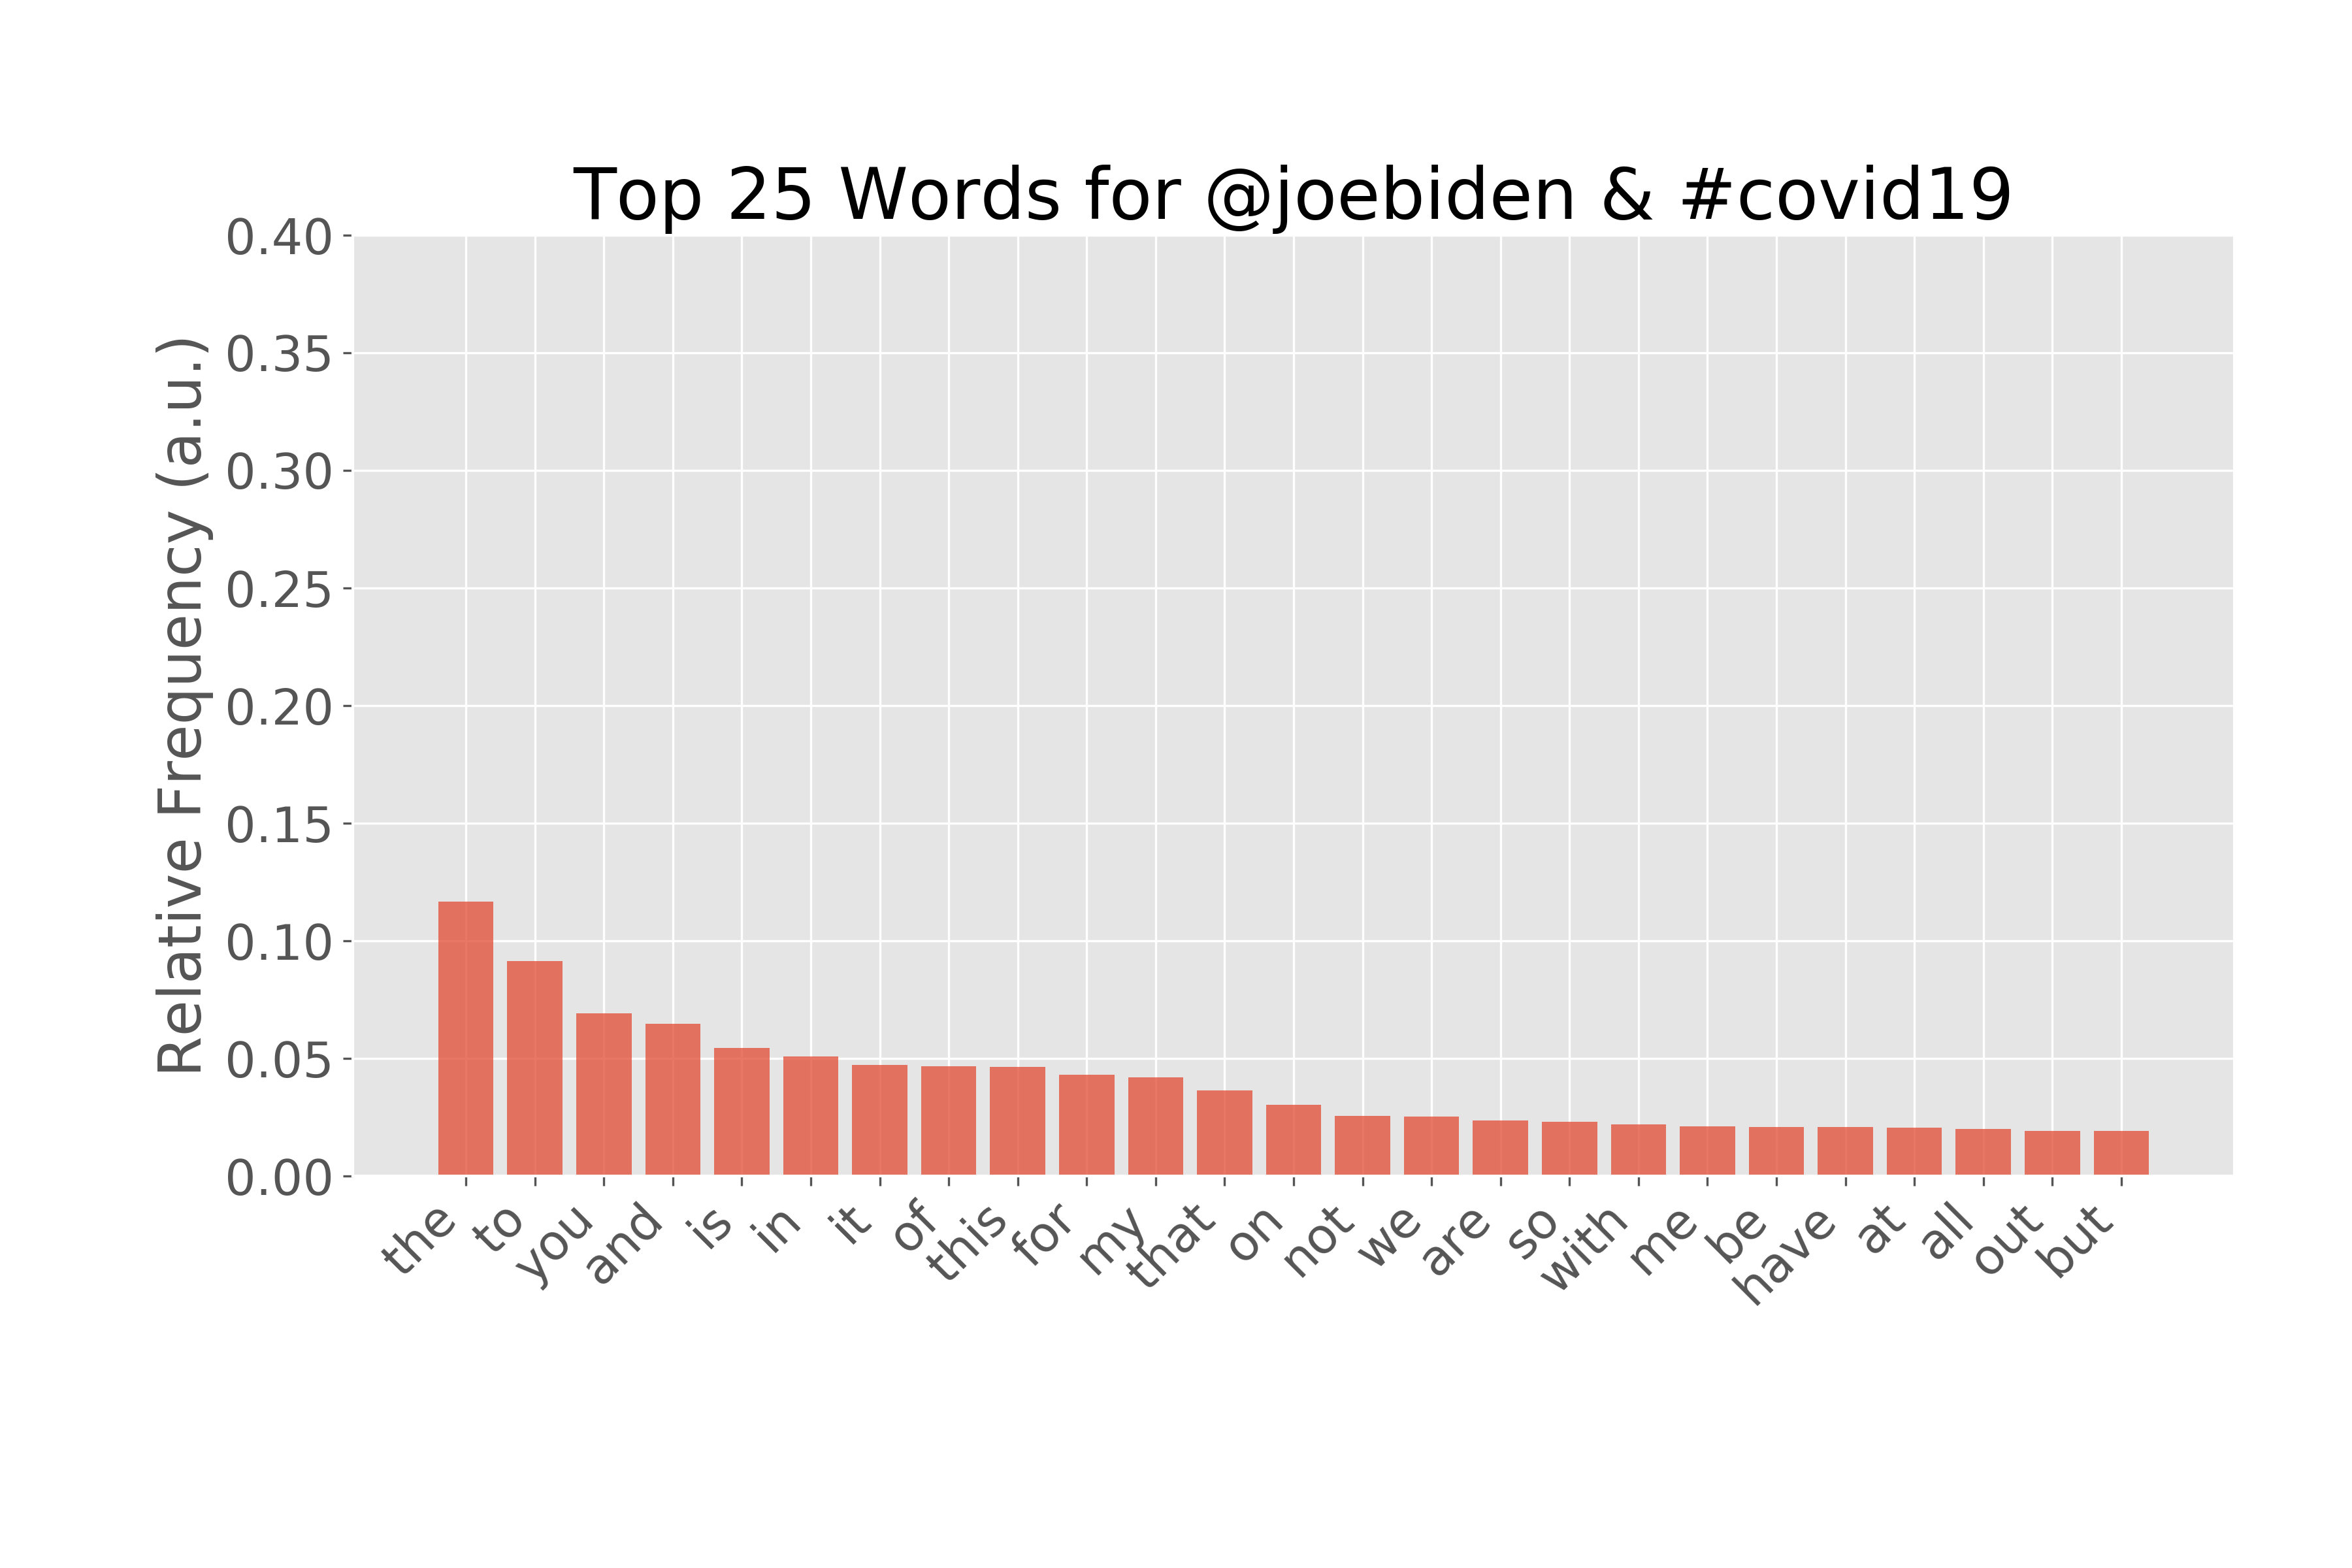 Top 25 Words for @joebiden & #covid19
Relative Frequency (a.u.)
0.40
0.35
0.30
0.25
0.20
0.15
0.10
0.05
0.00
the
to
you
and
is
in
it
of
this
for
my
that
on
not
we
are
so
with
me
be
have
at
all
out
but